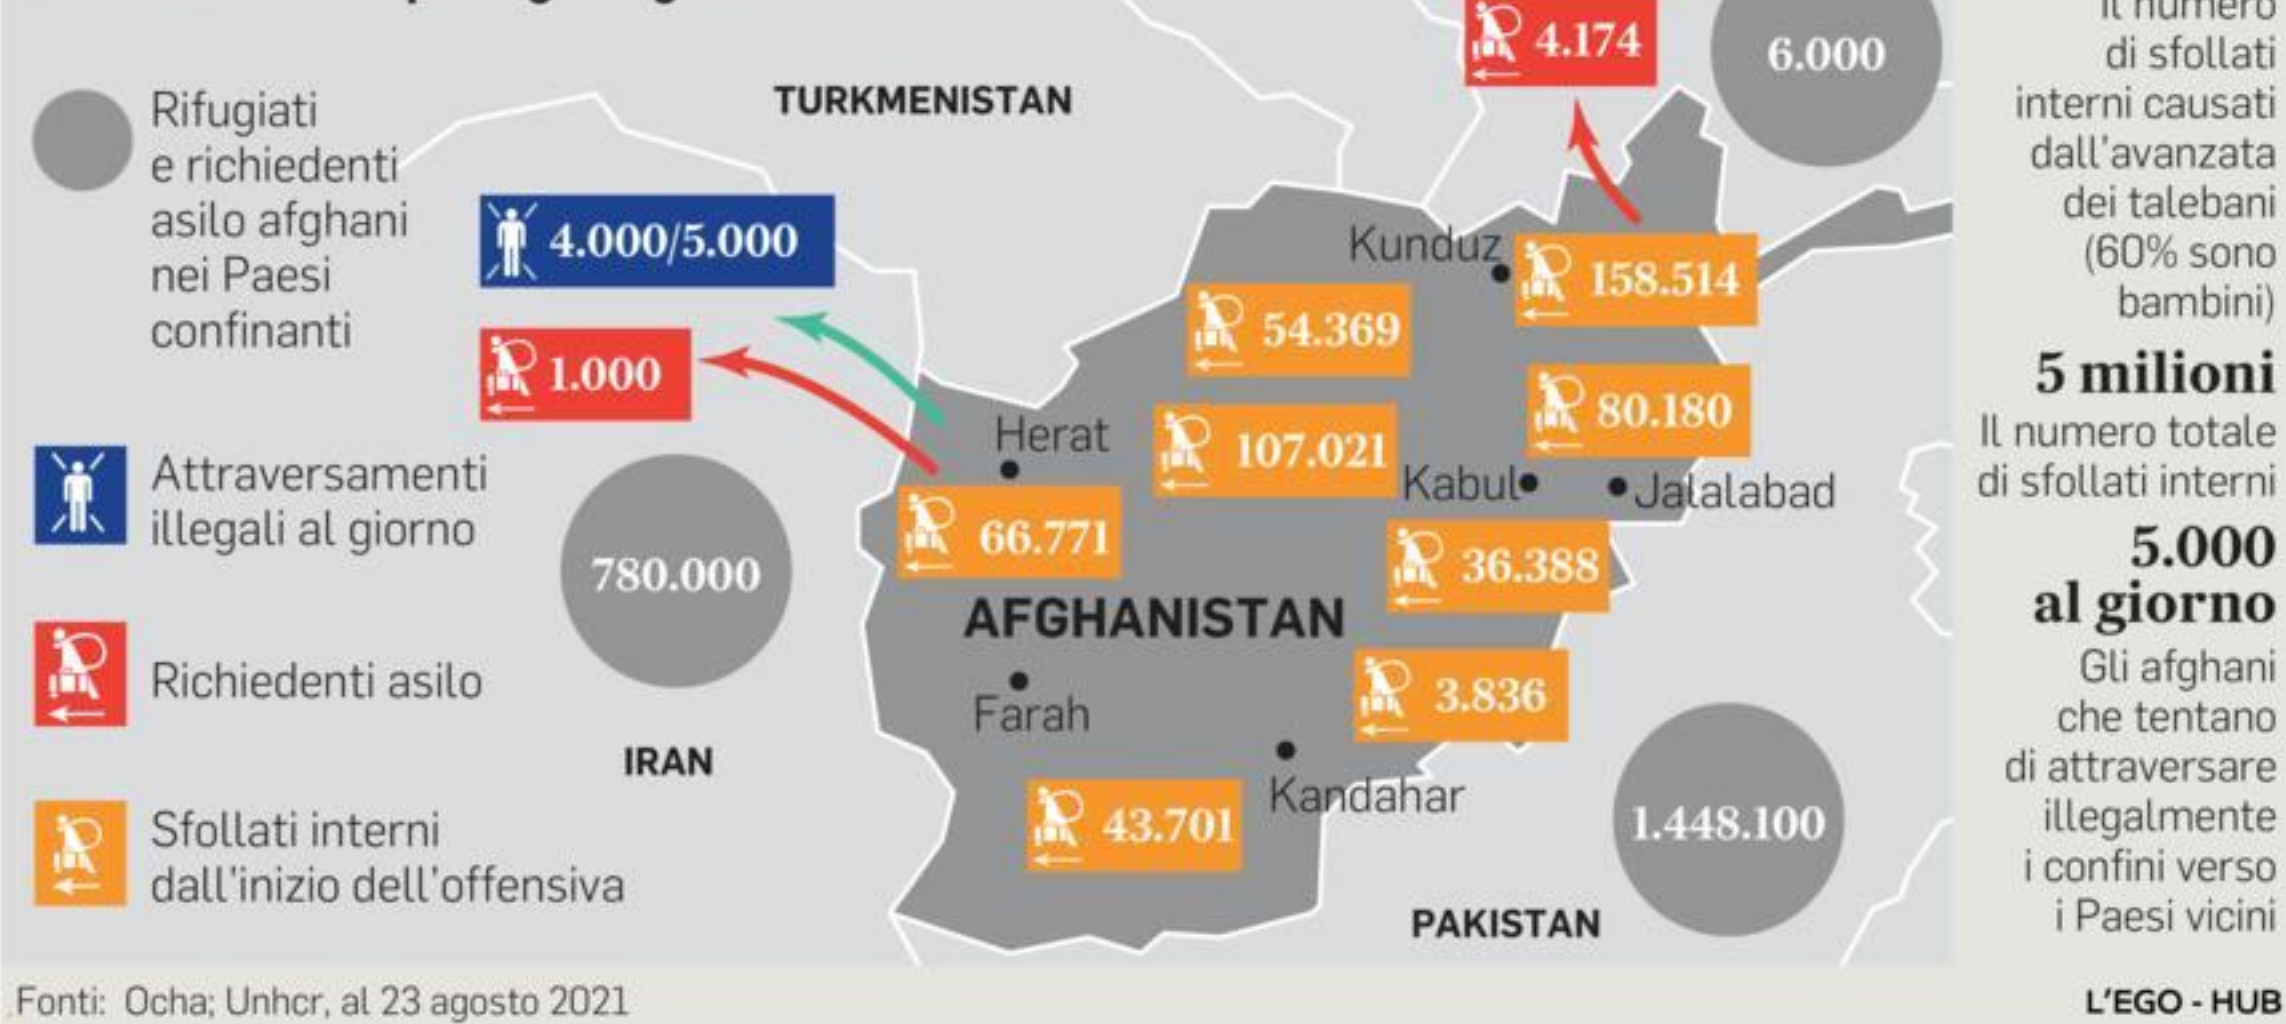 4.174
6.000
TURKMENISTAN
Rifugiati
e richiedenti
asilo afghani
nei Paesi
confinanti
4.000/5.000
1.000
Attraversamenti
illegali al giorno
Richiedenti asilo
Sfollati interni
dall'inizio dell'offensiva
780.000
IRAN
Kunduz
158.514
54.369
80.180
Herat
107.021
Kabul
Jalalabad
66.771
36.388
AFGHANISTAN
3.836
Farah
Kandahar
43.701
1.448.100
PAKISTAN
Il numero
di sfollati
interni causati
dall'avanzata
dei talebani
(60% sono
bambini)
5 milioni
Il numero totale
di sfollati interni
5.000
al giorno
Gli afghani
che tentano
di attraversare
illegalmente
i confini verso
i Paesi vicini
Fonti: Ocha; Unhcr, al 23 agosto 2021
L'EGO - HUB